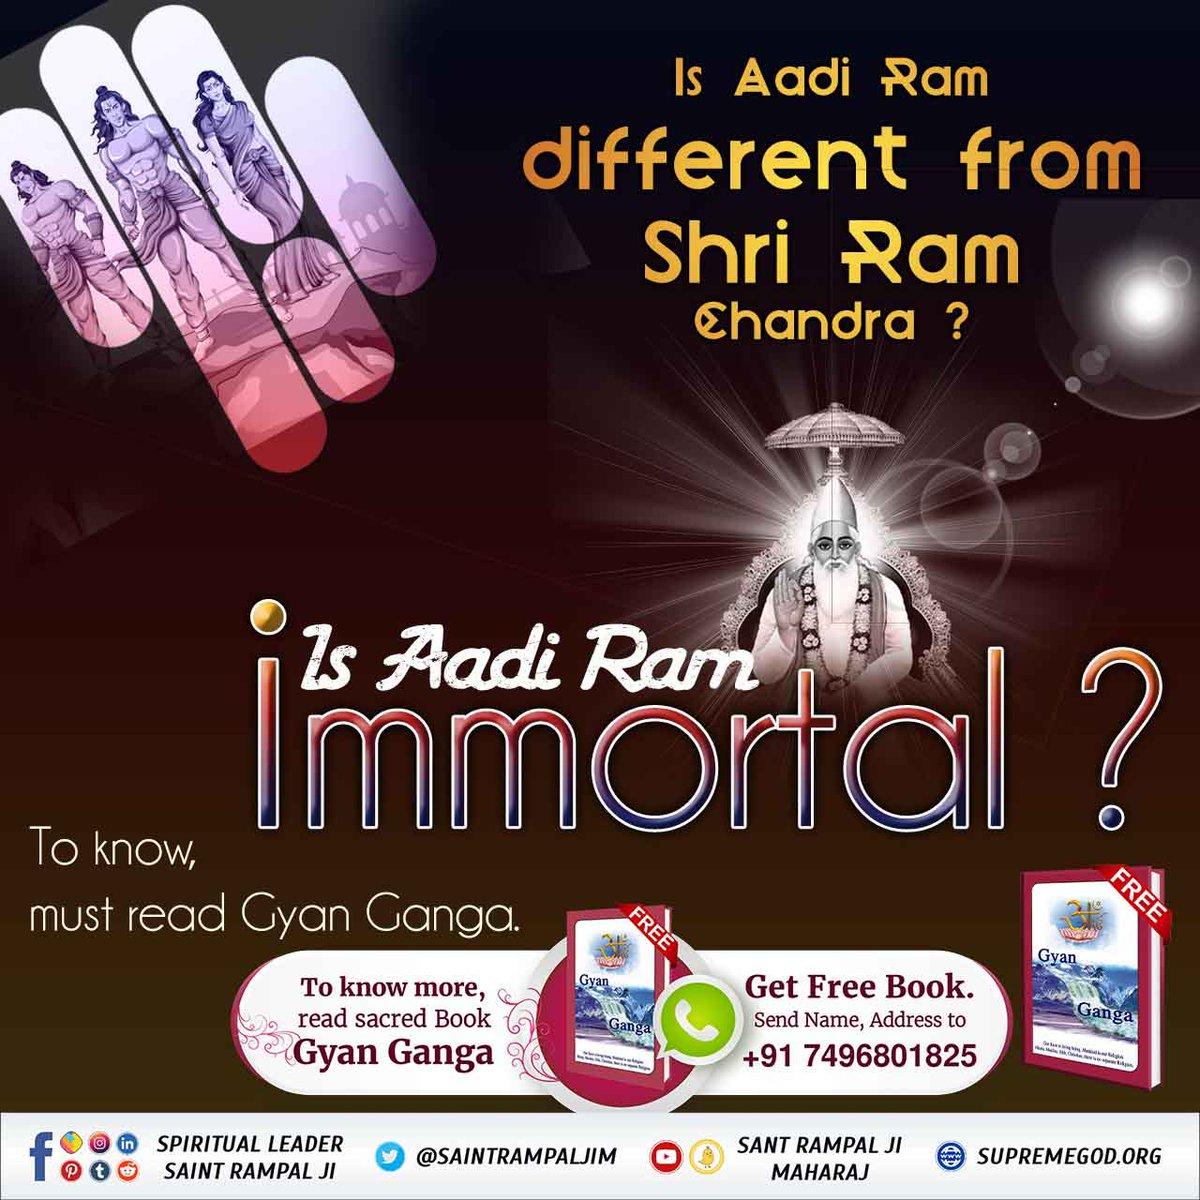 Is Aadi Ram
different from
Shri Ram
Chandra ?
Is Aadi Ram
immortal ?
To know,
must read Gyan Ganga.
To know more,
read sacred Book
Gyan Ganga
FREE
Gyan
Ganga
Get Free Book.
Send Name, Address to
+91 7496801825
FREE
Gyan
Ganga
SPIRITUAL LEADER
SAINT RAMPAL JI
@SAINTRAMPALJIM
SANT RAMPAL JI
MAHARAJ
SUPREMEGOD.ORG